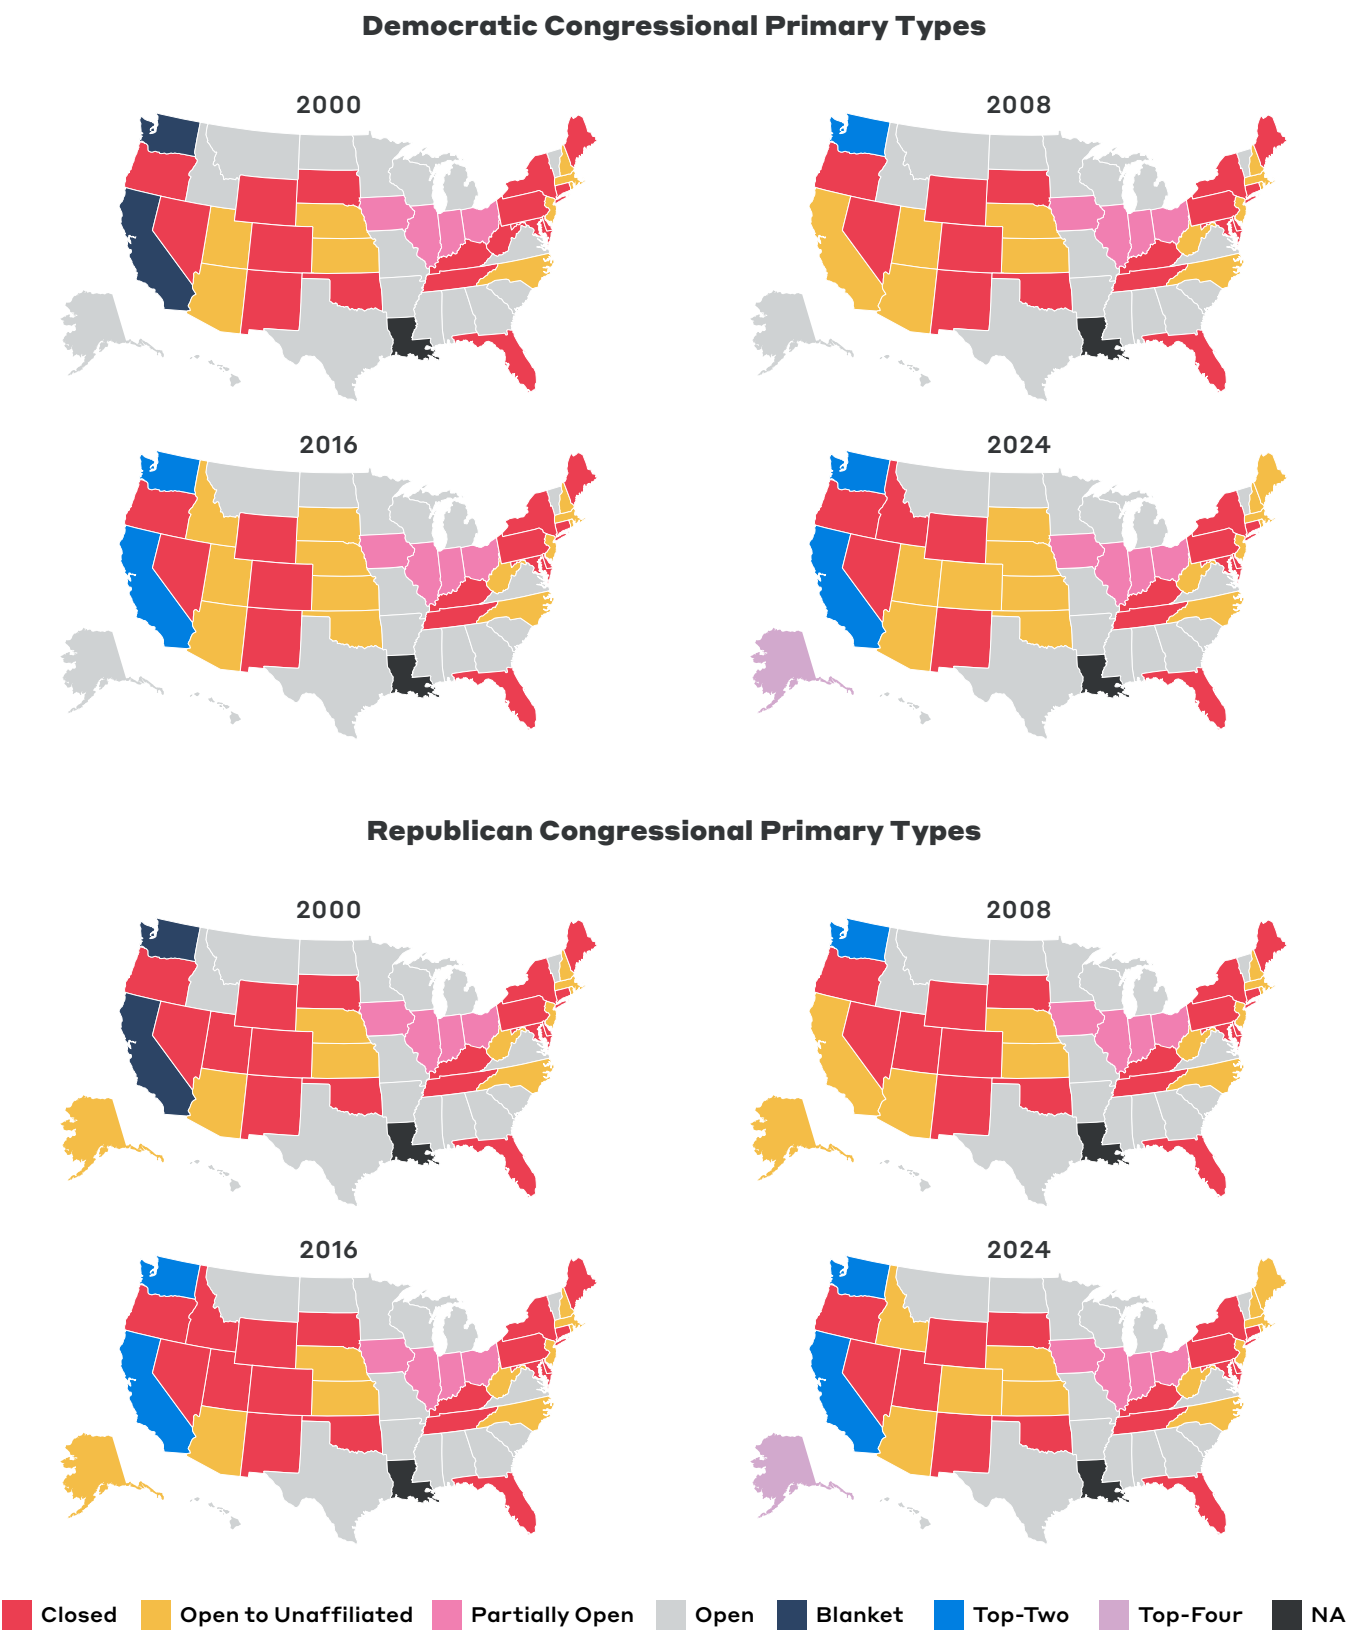 Democratic Congressional Primary Types
2000
2008
2016
2024
Republican Congressional Primary Types
2000
2008
2016
2024
Closed
Open to Unaffiliated
Partially Open
Open
Blanket
Top-Two
Top-Four
NA